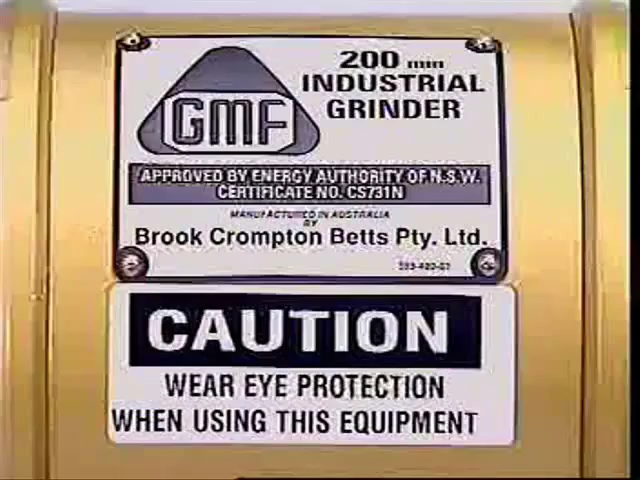 GMF
200 mm
INDUSTRIAL
GRINDER
APPROVED BY ENERGY AUTHORITY OF N.S.W.
CERTIFICATE NO. CS731N
MANUFACTURED IN AUSTRALIA
BY
Brook Crompton Betts Pty. Ltd.
CAUTION
WEAR EYE PROTECTION
WHEN USING THIS EQUIPMENT